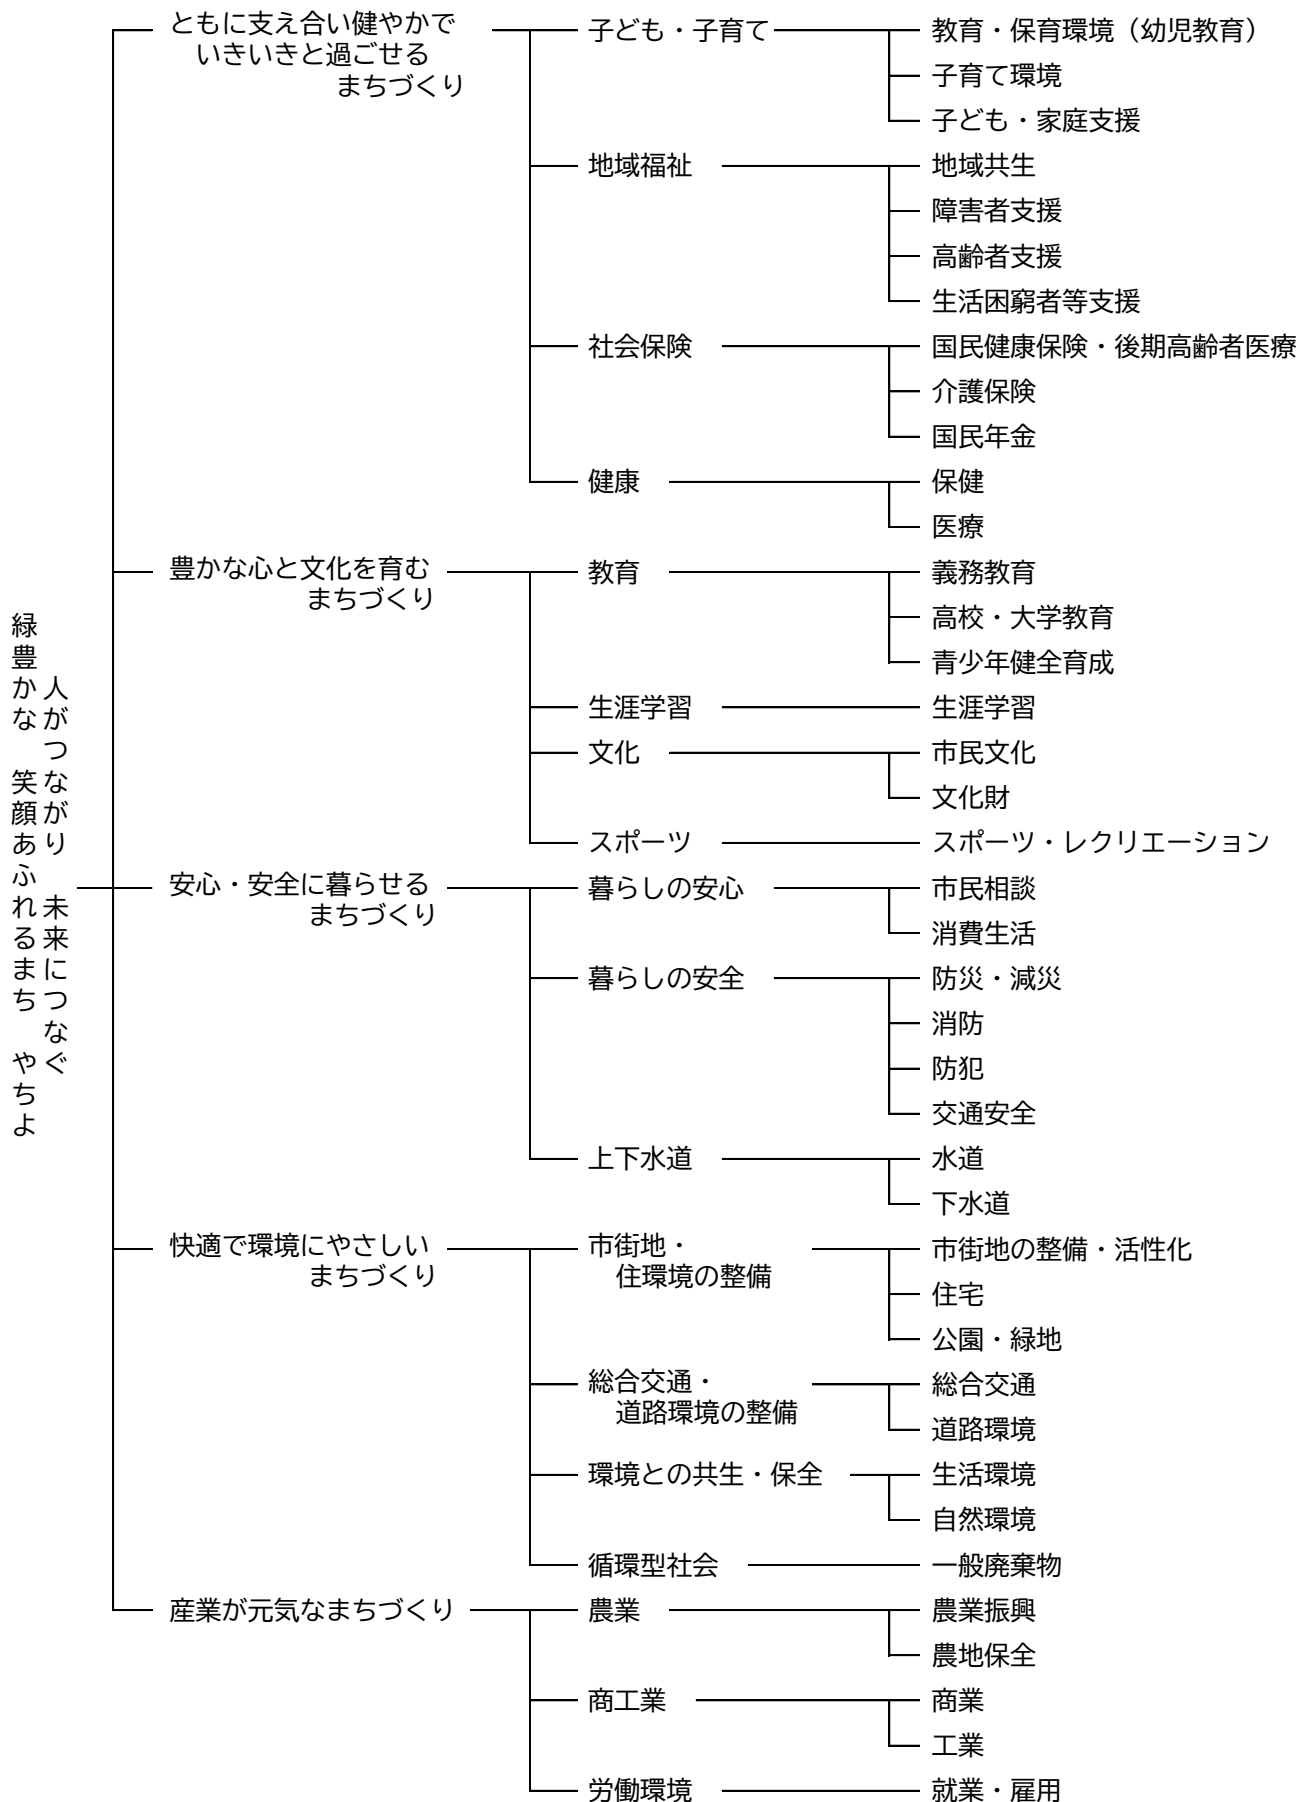 人がつながり　未来につなぐ
緑豊かな　笑顔あふれるまち　やちよ
ともに支え合い健やかで
いきいきと過ごせる
まちづくり
子ども・子育て
教育・保育環境（幼児教育）
子育て環境
子ども・家庭支援
地域福祉
地域共生
障害者支援
高齢者支援
生活困窮者等支援
社会保険
国民健康保険・後期高齢者医療
介護保険
国民年金
健康
保健
医療
豊かな心と文化を育む
まちづくり
教育
義務教育
高校・大学教育
青少年健全育成
生涯学習
生涯学習
文化
市民文化
文化財
スポーツ
スポーツ・レクリエーション
安心・安全に暮らせる
まちづくり
暮らしの安心
市民相談
消費生活
暮らしの安全
防災・減災
消防
防犯
交通安全
上下水道
水道
下水道
快適で環境にやさしい
まちづくり
市街地・
住環境の整備
市街地の整備・活性化
住宅
公園・緑地
総合交通・
道路環境の整備
総合交通
道路環境
環境との共生・保全
生活環境
自然環境
循環型社会
一般廃棄物
産業が元気なまちづくり
農業
農業振興
農地保全
商工業
商業
工業
労働環境
就業・雇用